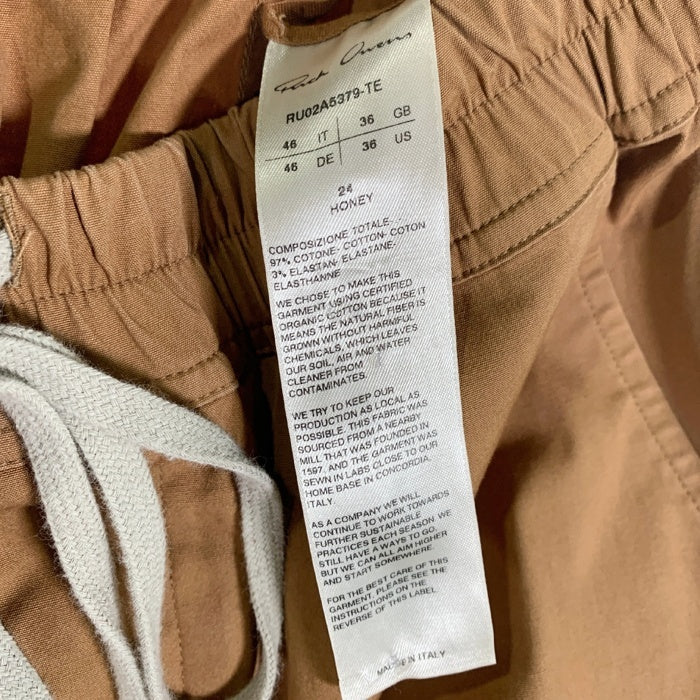 Rick Owens
RU02A5379-TE
46 IT 36 GB
46 DE 36 US
24
HONEY
COMPOSIZIONE TOTALE-
97% COTONE- COTTON- COTON
3% ELASTAN- ELASTANE-
ELASTHANNE
WE CHOSE TO MAKE THIS
GARMENT USING CERTIFIED
ORGANIC COTTON BECAUSE IT
MEANS THE NATURAL FIBER IS
GROWN WITHOUT HARMFUL
CHEMICALS, WHICH LEAVES
OUR SOIL, AIR AND WATER
CLEANER FROM
CONTAMINATES.
WE TRY TO KEEP OUR
PRODUCTION AS LOCAL AS
POSSIBLE. THIS FABRIC WAS
SOURCED FROM A NEARBY
MILL THAT WAS FOUNDED IN
1597, AND THE GARMENT WAS
SEWN IN LABS CLOSE TO OUR
HOME BASE IN CONCORDIA,
ITALY.
AS A COMPANY WE WILL
CONTINUE TO WORK TOWARDS
FURTHER SUSTAINABLE
PRACTICES EACH SEASON. WE
STILL HAVE A WAYS TO GO,
BUT WE CAN ALL AIM HIGHER
AND START SOMEWHERE.
FOR THE BEST CARE OF THIS
GARMENT, PLEASE SEE THE
INSTRUCTIONS ON THE
REVERSE OF THIS LABEL
MADE IN ITALY